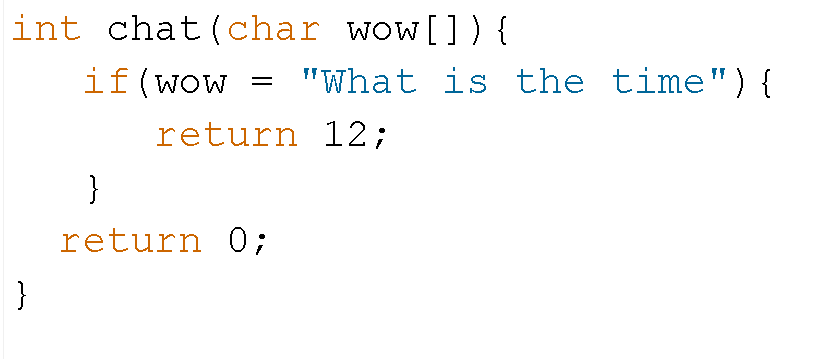 int chat(char wow[]){
if(wow = "What is the time"){
return 12;
}
return 0;
}